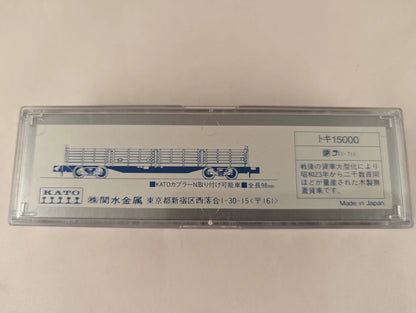 トキ15000
戦後の貨車大型化により
昭和23年から二千数百両
ほどが量産された木製無
蓋貨車です。
Made in Japan
■KATOカプラーN取り付け可能車■全長98mm
KATO
㈱関水金属 東京都新宿区西落合1-30-15〈〒161〉